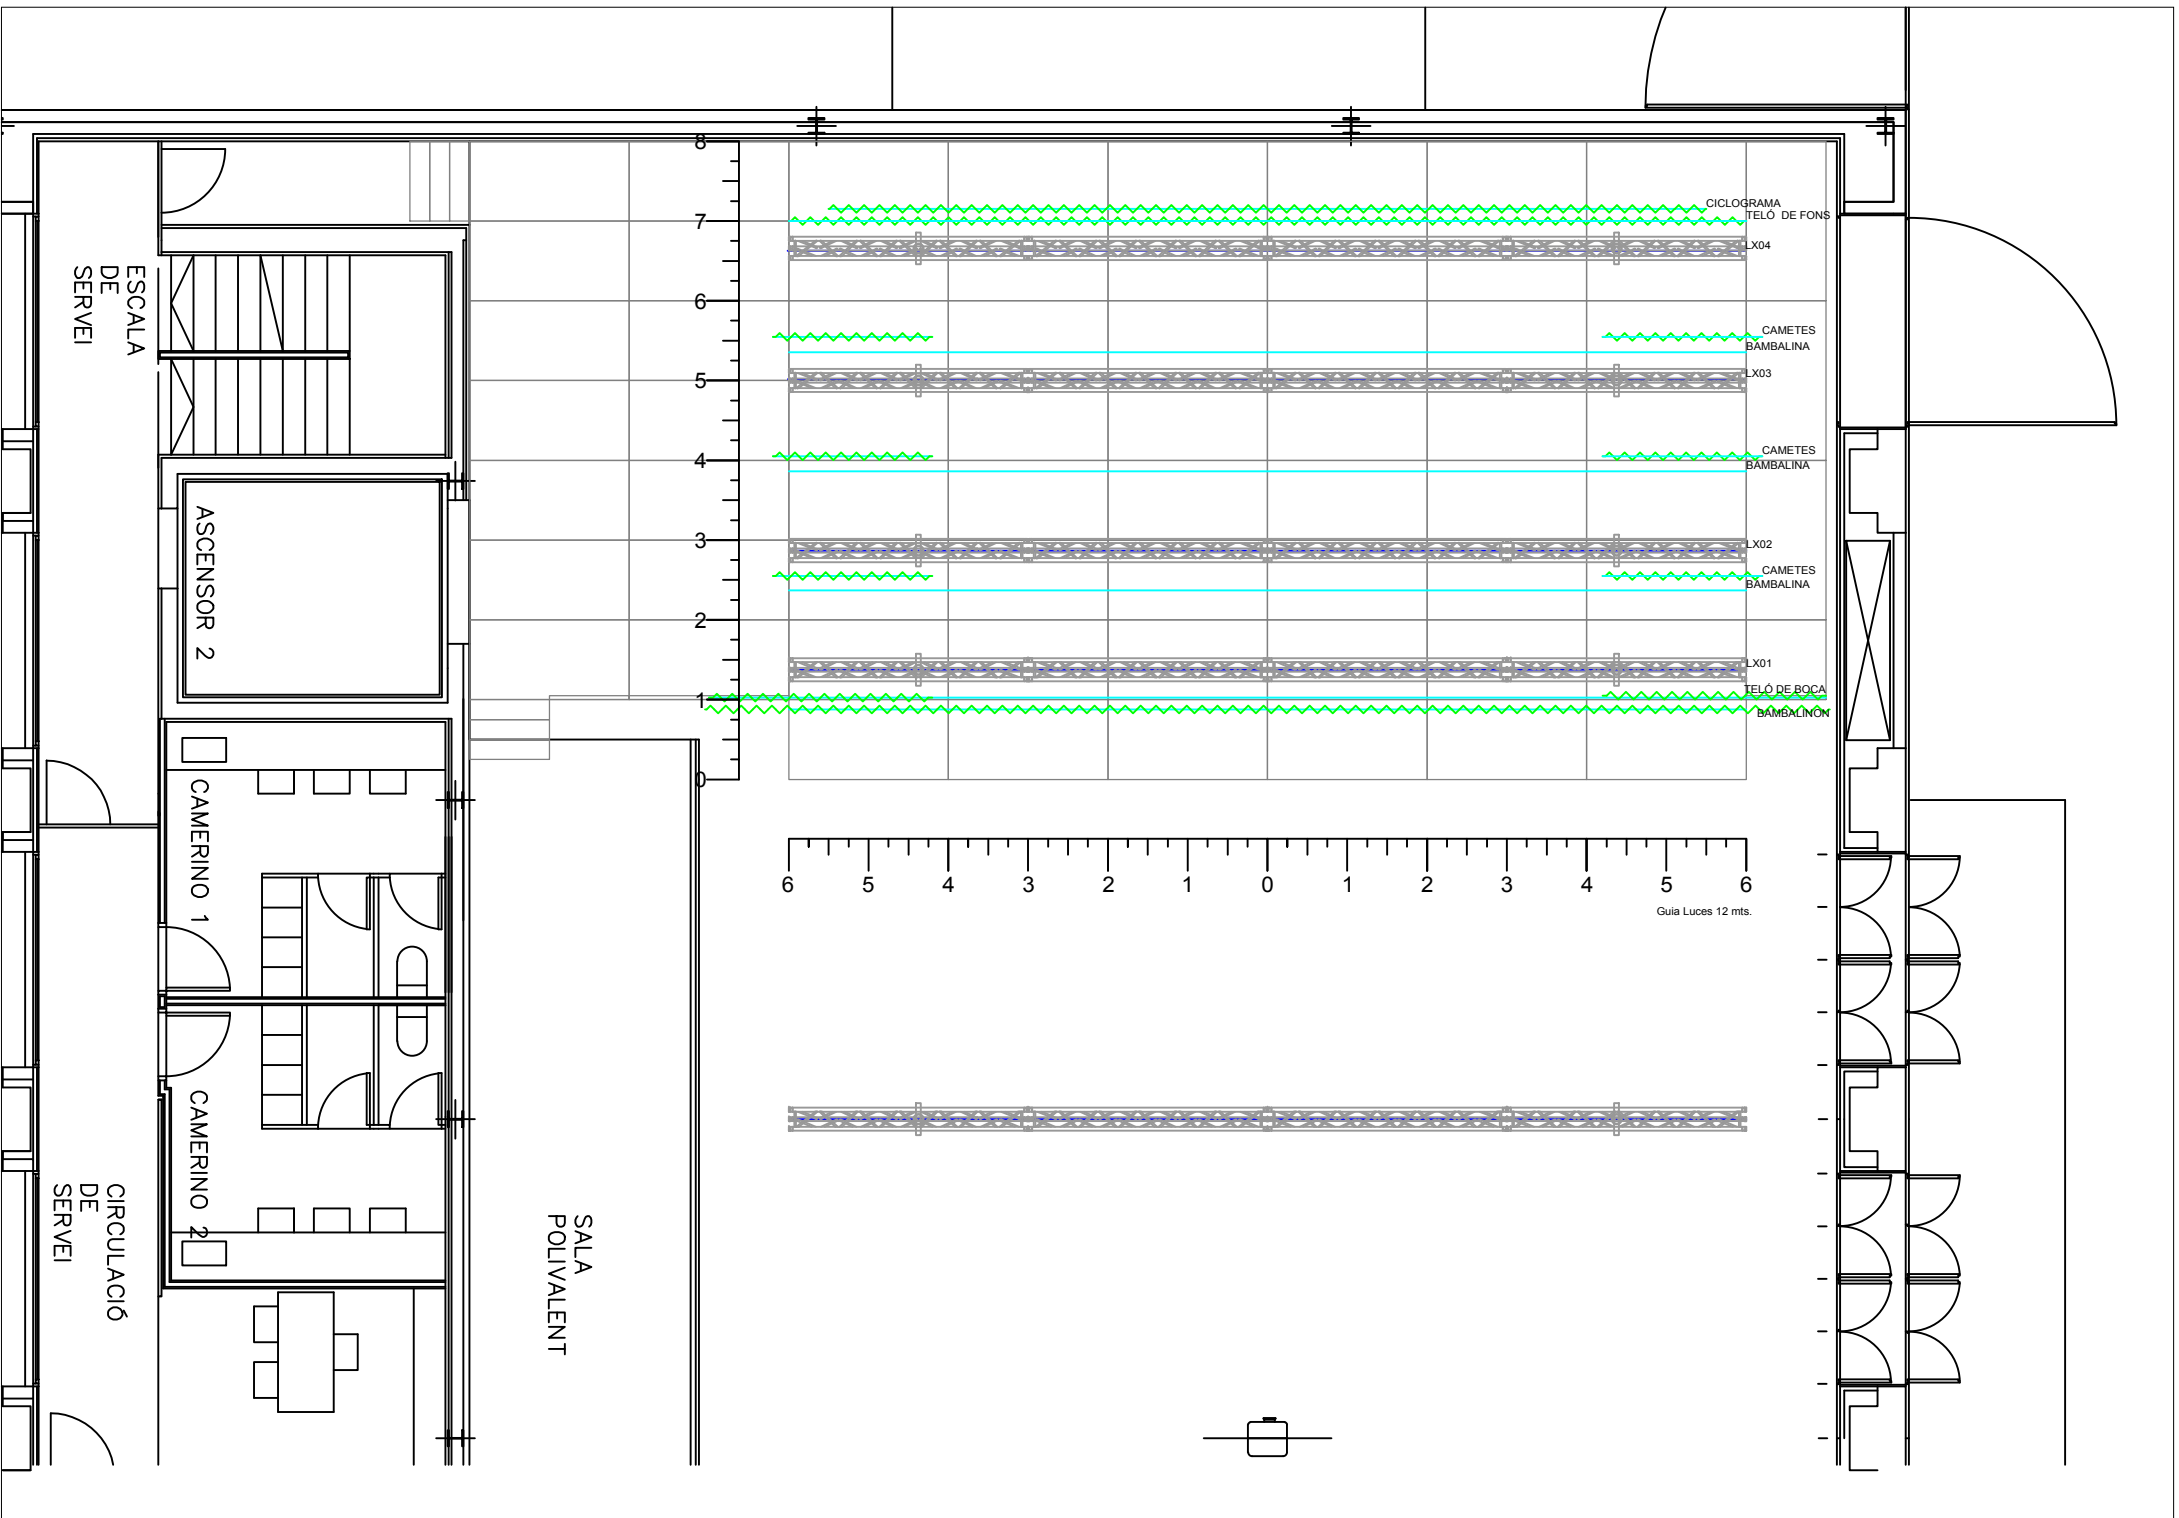 8
CICLOGRAMA
TELÓ DE FONS
7
LX04
ESCALA
DE
SERVEI
6
CAMETES
BAMBALINA
5
LX03
4
CAMETES
BAMBALINA
ASCENSOR 2
3
LX02
CAMETES
BAMBALINA
2
LX01
TELÓ DE BOCA
1
BAMBALINON
0
CAMERINO 1
6 5 4 3 2 1 0 1 2 3 4 5 6
Guia Luces 12 mts.
CAMERINO 2
CIRCULACIÓ
DE
SERVEI
SALA
POLIVALENT